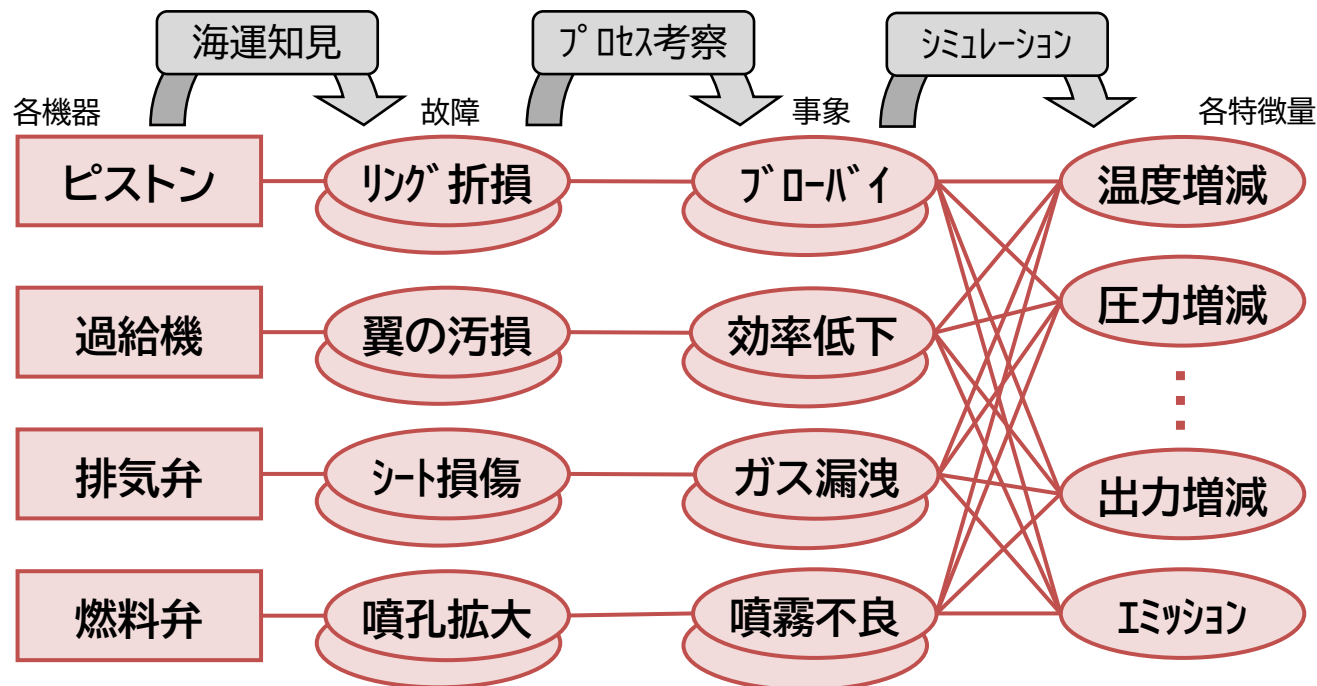 海運知見
プロセス考察
シミュレーション
各機器
故障
事象
各特徴量
ピストン
リング折損
ブローバイ
温度増減
過給機
翼の汚損
効率低下
圧力増減
排気弁
シート損傷
ガス漏洩
出力増減
燃料弁
噴孔拡大
噴霧不良
エミッション